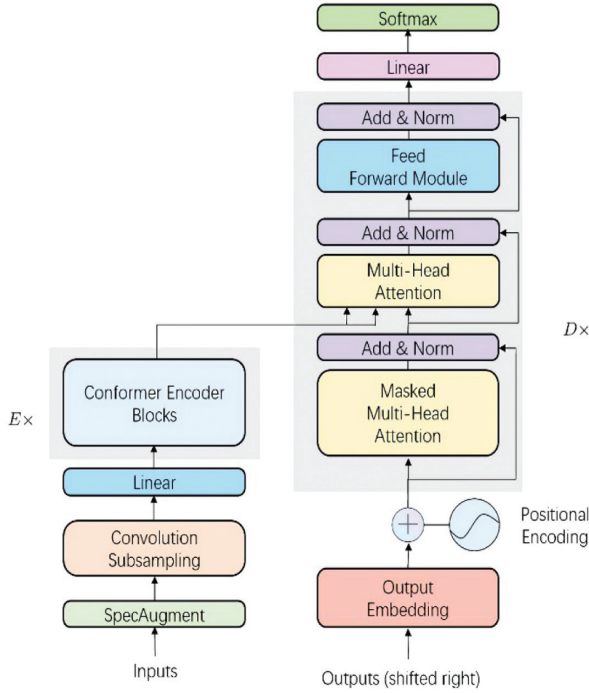 Softmax
Linear
Add & Norm
Feed
Forward Module
Add & Norm
Multi-Head
Attention
Add & Norm
Masked
Multi-Head
Attention
D×
E×
Conformer Encoder
Blocks
Linear
Convolution
Subsampling
SpecAugment
Inputs
Positional
Encoding
Output
Embedding
Outputs (shifted right)